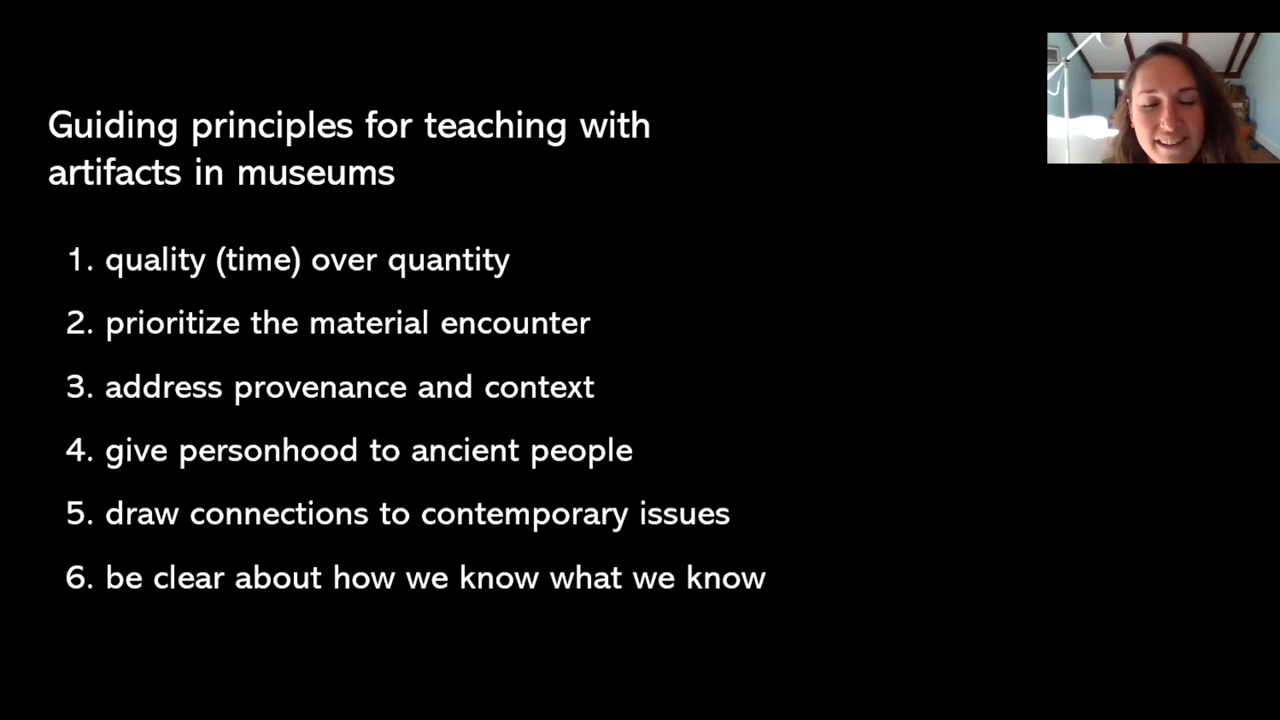 Guiding principles for teaching with
artifacts in museums
1. quality (time) over quantity
2. prioritize the material encounter
3. address provenance and context
4. give personhood to ancient people
5. draw connections to contemporary issues
6. be clear about how we know what we know